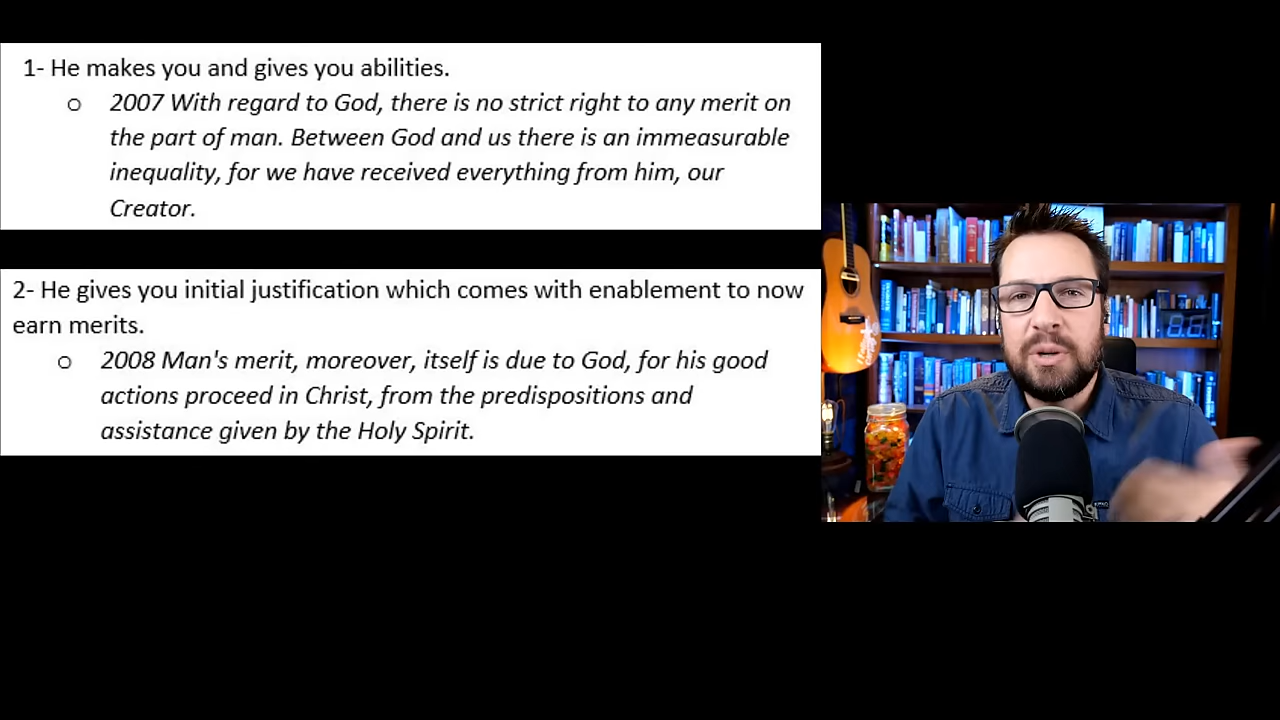 1- He makes you and gives you abilities.
o 2007 With regard to God, there is no strict right to any merit on
the part of man. Between God and us there is an immeasurable
inequality, for we have received everything from him, our
Creator.
2- He gives you initial justification which comes with enablement to now
earn merits.
o 2008 Man's merit, moreover, itself is due to God, for his good
actions proceed in Christ, from the predispositions and
assistance given by the Holy Spirit.